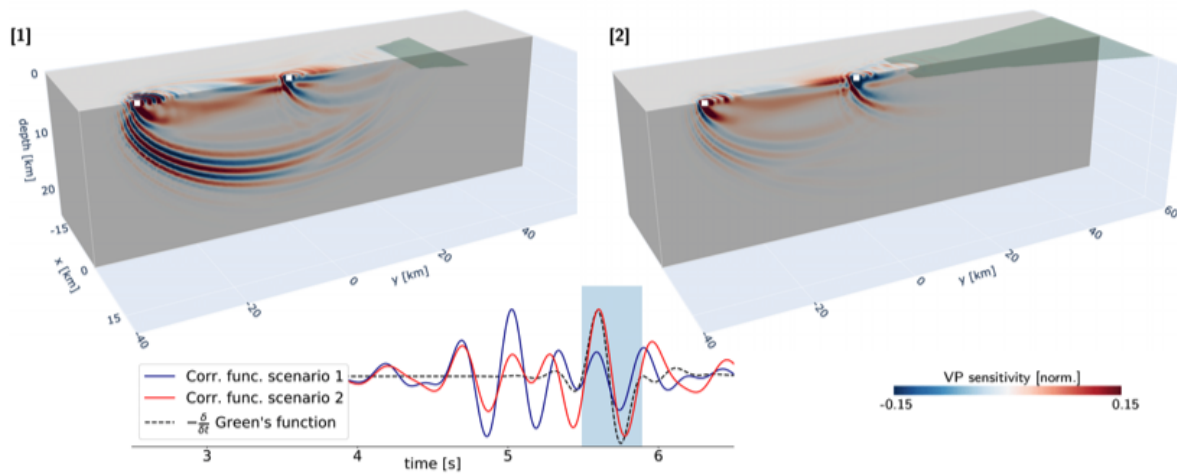 [1]
[2]
0
10
20
depth [km]
-15
0
15
x [km]
-40
-20
0
20
40
y [km]
-40
-20
0
20
40
60
y [km]
Corr. func. scenario 1
Corr. func. scenario 2
-δ/δt Green's function
3
4
5
6
time [s]
VP sensitivity [norm.]
-0.15
0.15